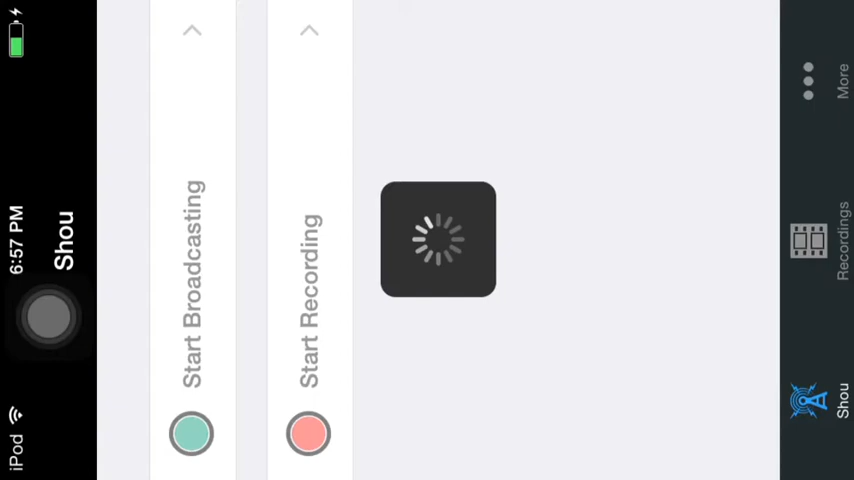 iPod 6:57 PM
Shou
Start Broadcasting
Start Recording
Shou Recordings More